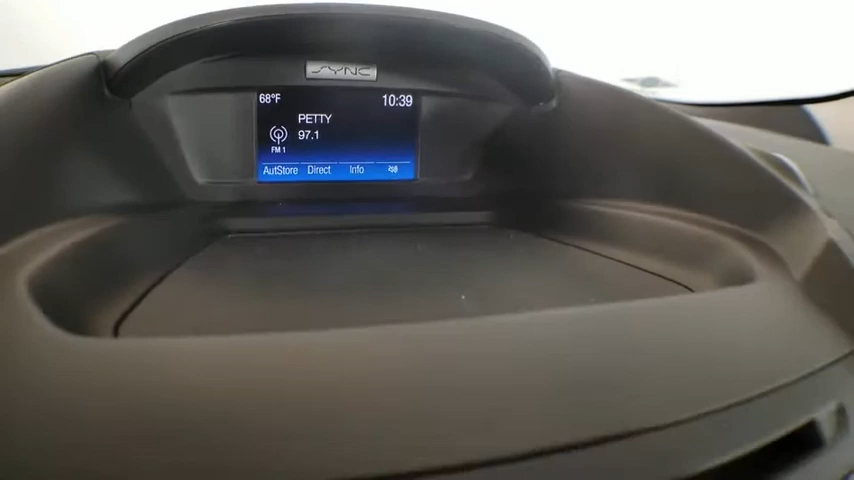 SYNC
68°F 10:39
PETTY
97.1
FM 1
AutStore Direct Info